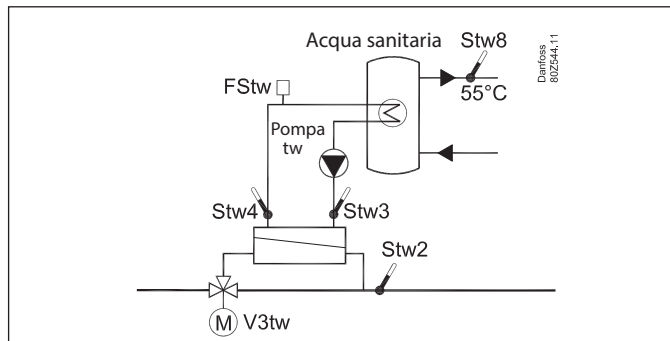 Acqua sanitaria
Stw8
Danfoss
80Z544.11
FStw
55°C
Pompa
tw
Stw4
Stw3
Stw2
M
V3tw